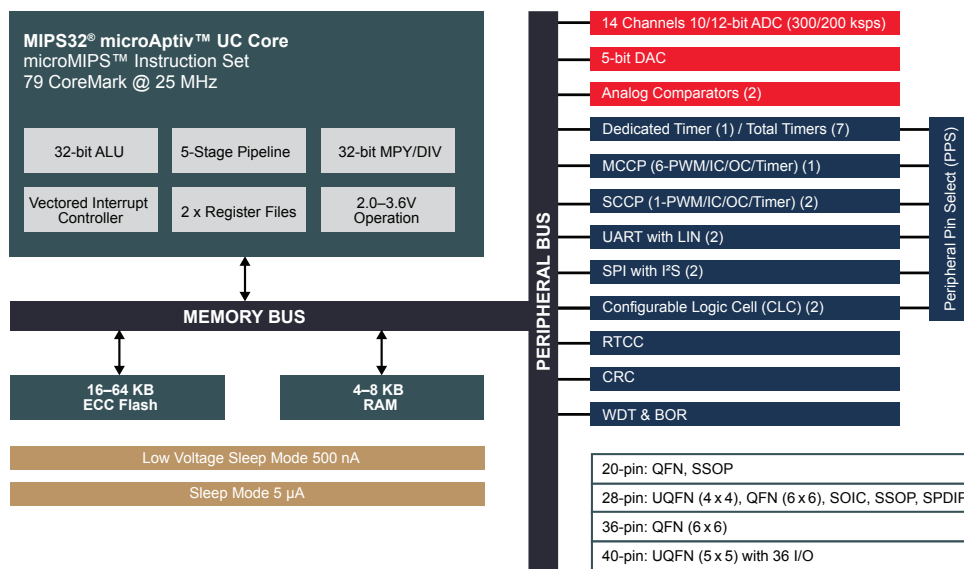 MIPS32® microAptiv™ UC Core
microMIPS™ Instruction Set
79 CoreMark @ 25 MHz
32-bit ALU
5-Stage Pipeline
32-bit MPY/DIV
Vectored Interrupt
Controller
2 x Register Files
2.0–3.6V
Operation
MEMORY BUS
16–64 KB
ECC Flash
4–8 KB
RAM
Low Voltage Sleep Mode 500 nA
Sleep Mode 5 µA
PERIPHERAL BUS
14 Channels 10/12-bit ADC (300/200 ksps)
5-bit DAC
Analog Comparators (2)
Dedicated Timer (1) / Total Timers (7)
MCCP (6-PWM/IC/OC/Timer) (1)
SCCP (1-PWM/IC/OC/Timer) (2)
UART with LIN (2)
SPI with I²S (2)
Configurable Logic Cell (CLC) (2)
RTCC
CRC
WDT & BOR
Peripheral Pin Select (PPS)
20-pin: QFN, SSOP
28-pin: UQFN (4 x 4), QFN (6 x 6), SOIC, SSOP, SPDIP
36-pin: QFN (6 x 6)
40-pin: UQFN (5 x 5) with 36 I/O